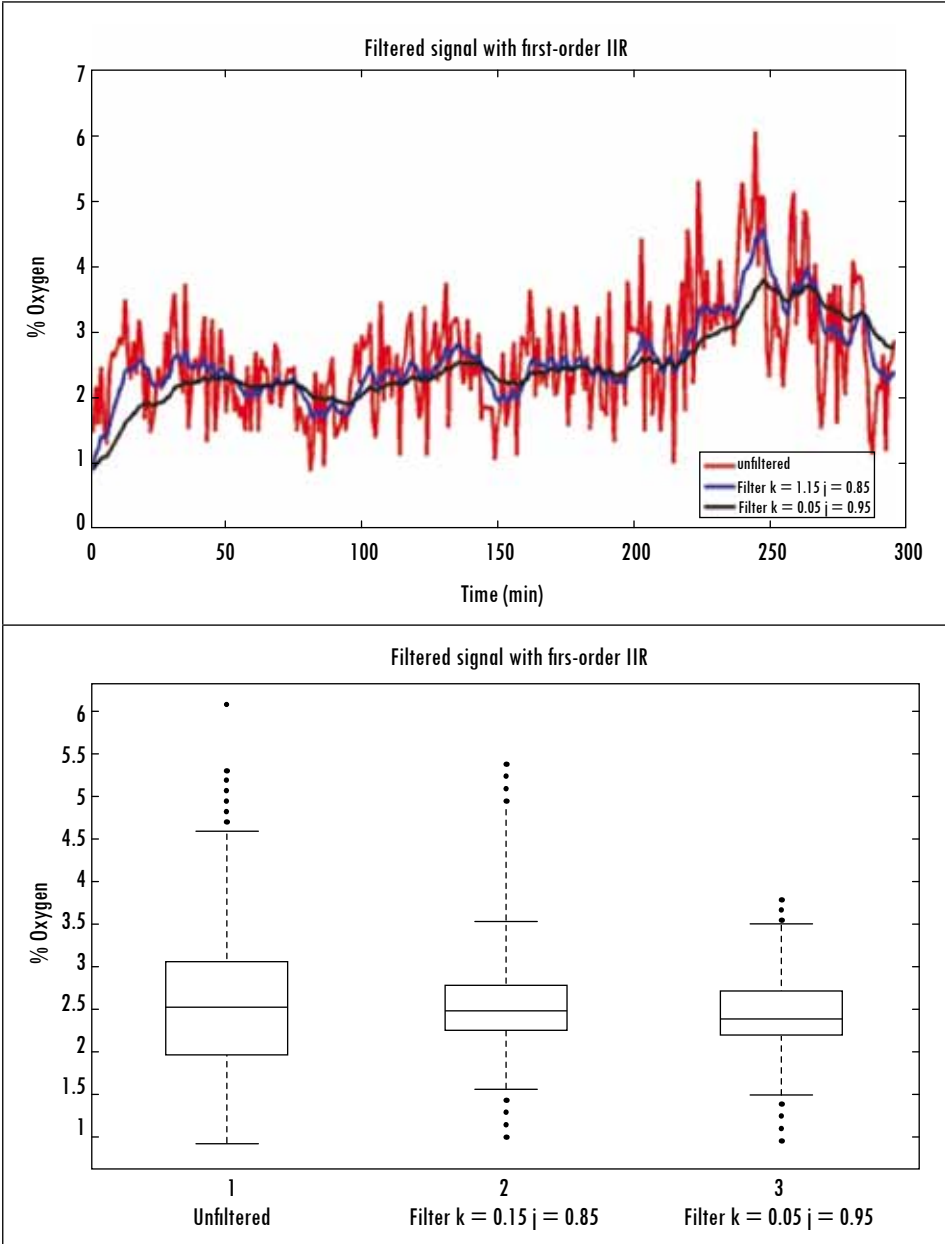 Filtered signal with first-order IIR
7
6
5
4
3
2
1
0
% Oxygen
unfiltered
Filter k = 1.15 j = 0.85
Filter k = 0.05 j = 0.95
0 50 100 150 200 250 300
Time (min)
Filtered signal with firs-order IIR
6
5.5
5
4.5
4
3.5
3
2.5
2
1.5
1
% Oxygen
1 2 3
Unfiltered Filter k = 0.15 j = 0.85 Filter k = 0.05 j = 0.95